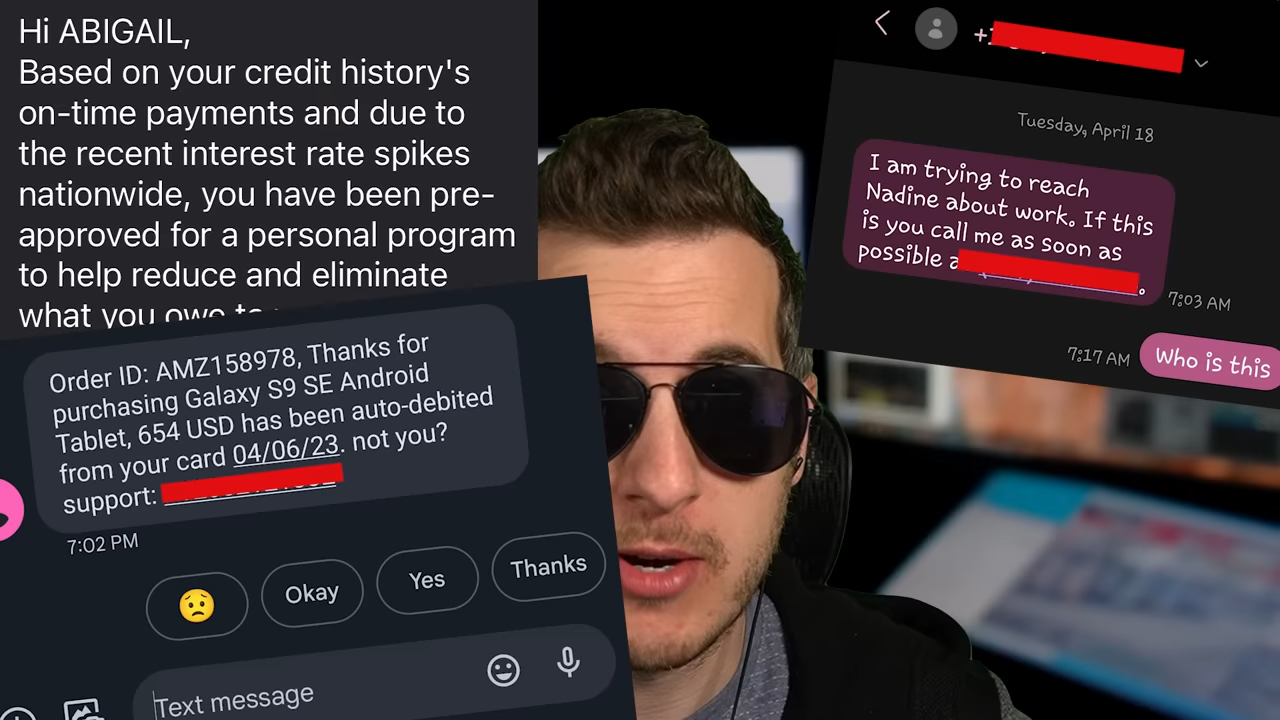 Hi ABIGAIL,
Based on your credit history's
on-time payments and due to
the recent interest rate spikes
nationwide, you have been pre-
approved for a personal program
to help reduce and eliminate
what you owe to
Order ID: AMZ158978, Thanks for
purchasing Galaxy S9 SE Android
Tablet, 654 USD has been auto-debited
from your card 04/06/23. not you?
support:
7:02 PM
Okay
Yes
Thanks
Text message
Tuesday, April 18
I am trying to reach
Nadine about work. If this
is you call me as soon as
possible a
7:03 AM
7:17 AM
Who is this